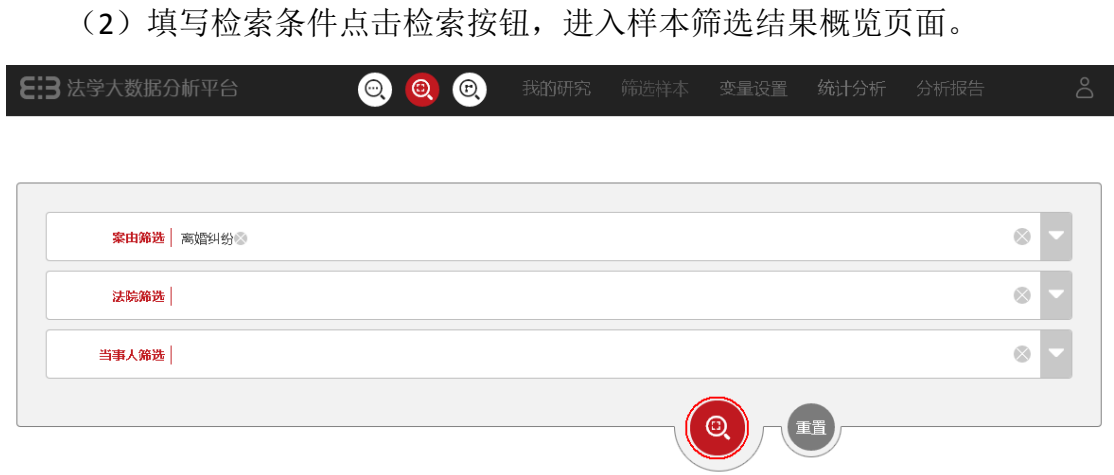 （2）填写检索条件点击检索按钮，进入样本筛选结果概览页面。
法学大数据分析平台 我的研究 筛选样本 变量设置 统计分析 分析报告
案由筛选 离婚纠纷
法院筛选
当事人筛选
重置